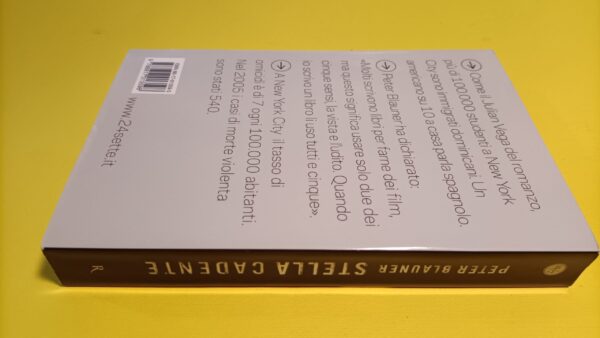 → Come il Julian Vega del romanzo,
più di 100.000 studenti a New York
City sono immigrati dominicani. Un
americano su 10 a casa parla spagnolo.
→ Peter Blauner ha dichiarato:
«Molti scrivono libri per farne dei film,
ma questo significa usare solo due dei
cinque sensi, la vista e l'udito. Quando
io scrivo un libro li uso tutti e cinque».
→ A New York City il tasso di
omicidi è di 7 ogni 100.000 abitanti.
Nel 2005 i casi di morte violenta
sono stati 540.
www.24sette.it
PETER BLAUNER STELLA CADENTE R